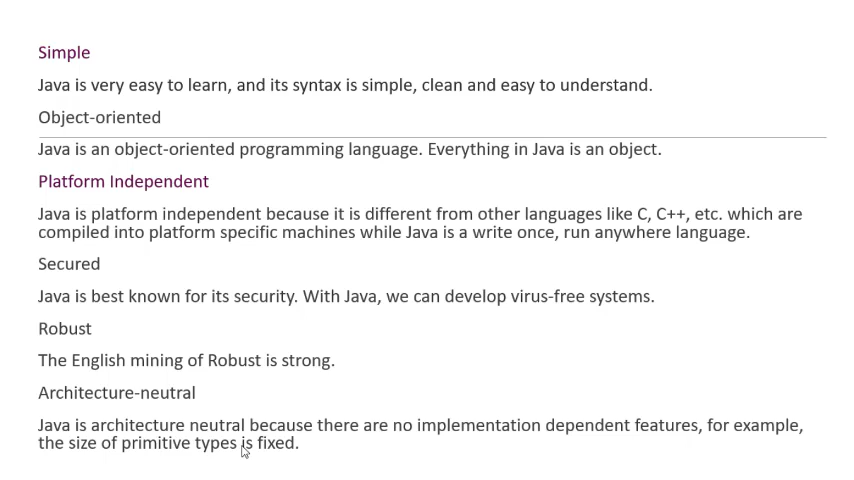 Simple
Java is very easy to learn, and its syntax is simple, clean and easy to understand.
Object-oriented
Java is an object-oriented programming language. Everything in Java is an object.
Platform Independent
Java is platform independent because it is different from other languages like C, C++, etc. which are
compiled into platform specific machines while Java is a write once, run anywhere language.
Secured
Java is best known for its security. With Java, we can develop virus-free systems.
Robust
The English mining of Robust is strong.
Architecture-neutral
Java is architecture neutral because there are no implementation dependent features, for example,
the size of primitive types is fixed.